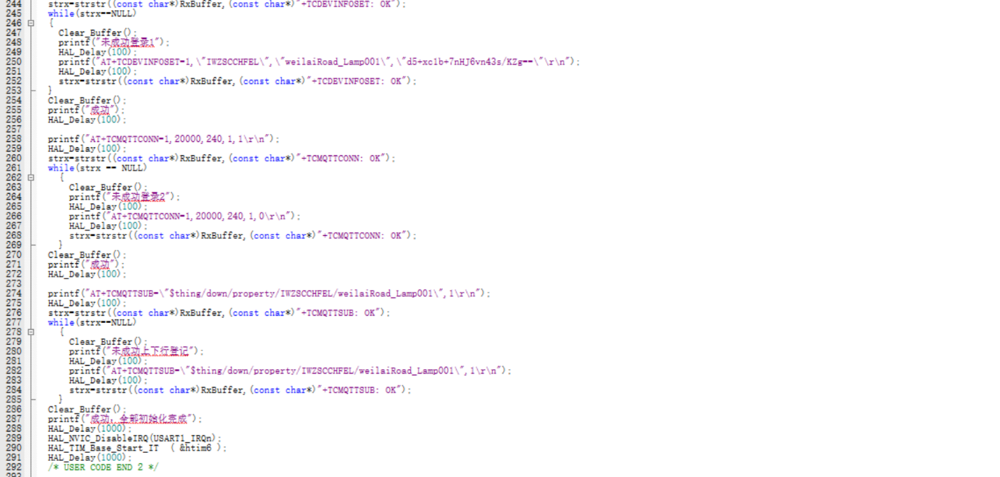 244 strx=strstr((const char*)RxBuffer,(const char*)"+TCDEVINFOSET: OK");
245 while(strx==NULL)
246 {
247 Clear_Buffer();
248 printf("未成功登录1");
249 HAL_Delay(100);
250 printf("AT+TCDEVINFOSET=1,\"IWZSCCHFEL\",\"weilaiRoad_Lamp001\",\"d5+xc1b+7nHJ6vn43s/KZg==\"\r\n");
251 HAL_Delay(100);
252 strx=strstr((const char*)RxBuffer,(const char*)"+TCDEVINFOSET: OK");
253 }
254 Clear_Buffer();
255 printf("成功");
256 HAL_Delay(100);
257
258 printf("AT+TCMQTTCONN=1,20000,240,1,1\r\n");
259 HAL_Delay(100);
260 strx=strstr((const char*)RxBuffer,(const char*)"+TCMQTTCONN: OK");
261 while(strx == NULL)
262 {
263 Clear_Buffer();
264 printf("未成功登录2");
265 HAL_Delay(100);
266 printf("AT+TCMQTTCONN=1,20000,240,1,0\r\n");
267 HAL_Delay(100);
268 strx=strstr((const char*)RxBuffer,(const char*)"+TCMQTTCONN: OK");
269 }
270 Clear_Buffer();
271 printf("成功");
272 HAL_Delay(100);
273
274 printf("AT+TCMQTTSUB=\"$thing/down/property/IWZSCCHFEL/weilaiRoad_Lamp001\",1\r\n");
275 HAL_Delay(100);
276 strx=strstr((const char*)RxBuffer,(const char*)"+TCMQTTSUB: OK");
277 while(strx==NULL)
278 {
279 Clear_Buffer();
280 printf("未成功上下行登记");
281 HAL_Delay(100);
282 printf("AT+TCMQTTSUB=\"$thing/down/property/IWZSCCHFEL/weilaiRoad_Lamp001\",1\r\n");
283 HAL_Delay(100);
284 strx=strstr((const char*)RxBuffer,(const char*)"+TCMQTTSUB: OK");
285 }
286 Clear_Buffer();
287 printf("成功，全部初始化完成");
288 HAL_Delay(1000);
289 HAL_NVIC_DisableIRQ(USART1_IRQn);
290 HAL_TIM_Base_Start_IT ( &htim6 );
291 HAL_Delay(1000);
292 /* USER CODE END 2 */
293